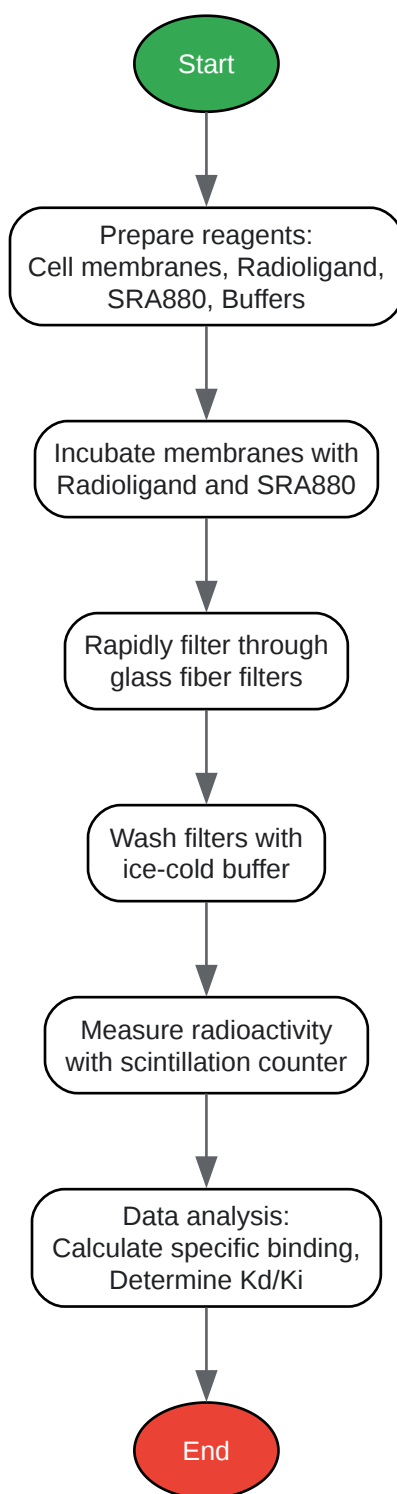 Start
Prepare reagents:
Cell membranes, Radioligand,
SRA880, Buffers
Incubate membranes with
Radioligand and SRA880
Rapidly filter through
glass fiber filters
Wash filters with
ice-cold buffer
Measure radioactivity
with scintillation counter
Data analysis:
Calculate specific binding,
Determine Kd/Ki
End